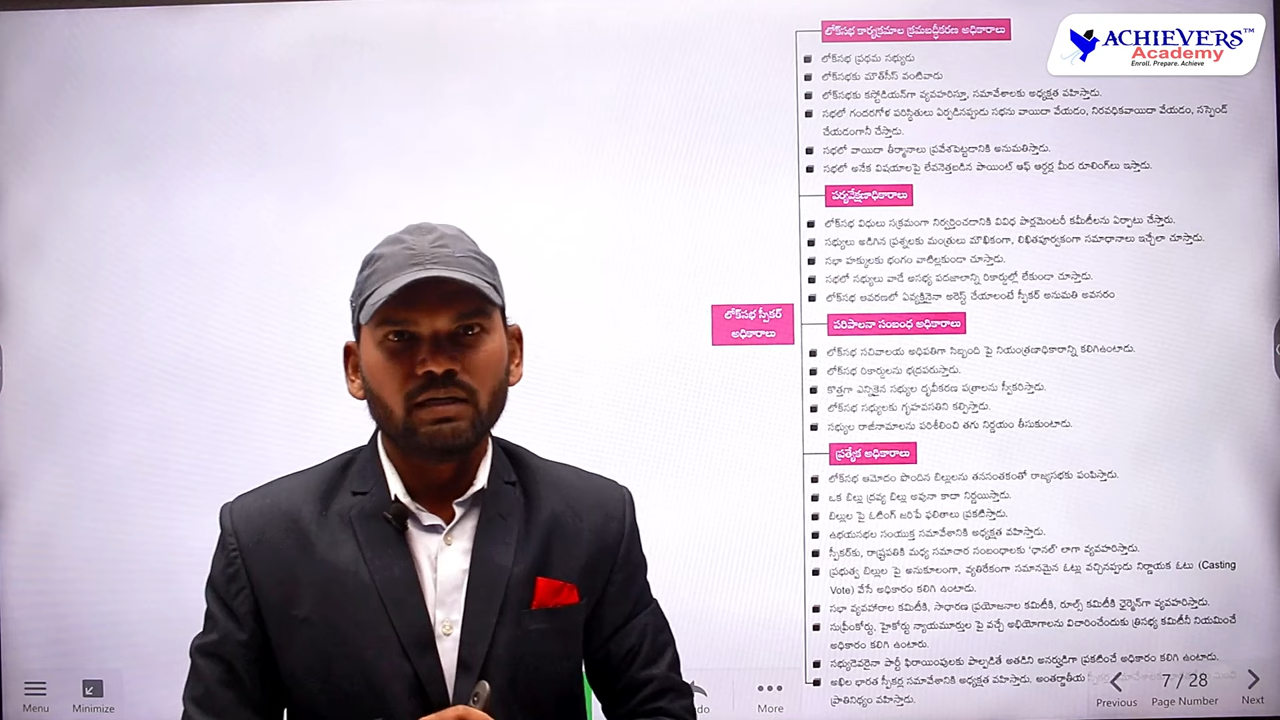 లోక్‌సభ కార్యక్రమాల క్రమబద్ధీకరణ అధికారాలు
ACHIEVERS™
Academy
Enroll. Prepare. Achieve
లోక్‌సభ ప్రథమ సభ్యుడు
లోక్‌సభకు మౌత్‌పీస్ వంటివాడు
లోక్‌సభకు కస్టోడియన్‌గా వ్యవహరిస్తూ, సమావేశాలకు అధ్యక్షత వహిస్తాడు.
సభలో గందరగోళ పరిస్థితులు ఏర్పడినప్పుడు సభను వాయిదా వేయడం, నిరవధికవాయిదా వేయడం, సస్పెండ్
చేయడంగానీ చేస్తాడు.
సభలో వాయిదా తీర్మానాలు ప్రవేశపెట్టడానికి అనుమతిస్తాడు.
సభలో అనేక విషయాలపై లేవనెత్తబడిన పాయింట్ ఆఫ్ ఆర్డర్ల మీద రూలింగ్‌లు ఇస్తాడు.
పర్యవేక్షణాధికారాలు
లోక్‌సభ విధులు సక్రమంగా నిర్వర్తించడానికి వివిధ పార్లమెంటరీ కమిటీలను ఏర్పాటు చేస్తారు.
సభ్యులు అడిగిన ప్రశ్నలకు మంత్రులు మౌఖికంగా, లిఖితపూర్వకంగా సమాధానాలు ఇచ్చేలా చూస్తాడు.
సభా హక్కులకు భంగం వాటిల్లకుండా చూస్తాడు.
సభలో సభ్యులు వాడే అసభ్య పదజాలాన్ని రికార్డుల్లో లేకుండా చూస్తాడు.
లోక్‌సభ ఆవరణలో ఏవ్యక్తినైనా అరెస్ట్ చేయాలంటే స్పీకర్ అనుమతి అవసరం
లోక్‌సభ స్పీకర్
అధికారాలు
పరిపాలనా సంబంధ అధికారాలు
లోక్‌సభ సచివాలయ అధిపతిగా సిబ్బంది పై నియంత్రణాధికారాన్ని కలిగిఉంటాడు.
లోక్‌సభ రికార్డులను భద్రపరుస్తాడు.
కొత్తగా ఎన్నికైన సభ్యుల ధృవీకరణ పత్రాలను స్వీకరిస్తాడు.
లోక్‌సభ సభ్యులకు గృహవసతిని కల్పిస్తాడు.
సభ్యుల రాజీనామాలను పరిశీలించి తగు నిర్ణయం తీసుకుంటాడు.
ప్రత్యేక అధికారాలు
లోక్‌సభ ఆమోదం పొందిన బిల్లులను తనసంతకంతో రాజ్యసభకు పంపిస్తాడు.
ఒక బిల్లు ద్రవ్య బిల్లు అవునా కాదా నిర్ణయిస్తాడు.
బిల్లుల పై ఓటింగ్ జరిపే ఫలితాలు ప్రకటిస్తాడు.
ఉభయసభల సంయుక్త సమావేశానికి అధ్యక్షత వహిస్తాడు.
స్పీకర్‌కు, రాష్ట్రపతికి మధ్య సమాచార సంబంధాలకు 'ఛానల్' లాగా వ్యవహరిస్తాడు.
ప్రభుత్వ బిల్లుల పై అనుకూలంగా, వ్యతిరేకంగా సమానమైన ఓట్లు వచ్చినప్పుడు నిర్ణాయక ఓటు (Casting
Vote) వేసే అధికారం కలిగి ఉంటాడు.
సభా వ్యవహారాల కమిటీకి, సాధారణ ప్రయోజనాల కమిటీకి, రూల్స్ కమిటీకి ఛైర్మన్‌గా వ్యవహరిస్తాడు.
సుప్రీంకోర్టు, హైకోర్టు న్యాయమూర్తుల పై వచ్చే అభియోగాలను విచారించేందుకు త్రిసభ్య కమిటీనీ నియమించే
అధికారం కలిగి ఉంటారు.
సభ్యుడెవరైనా పార్టీ ఫిరాయింపులకు పాల్పడితే అతడిని అనర్హుడిగా ప్రకటించే అధికారం కలిగి ఉంటాడు.
అఖిల భారత స్పీకర్ల సమావేశానికి అధ్యక్షత వహిస్తాడు. అంతర్జాతీయ
ప్రాతినిధ్యం వహిస్తాడు.
Menu
Minimize
More
Previous
7 / 28
Page Number
Next